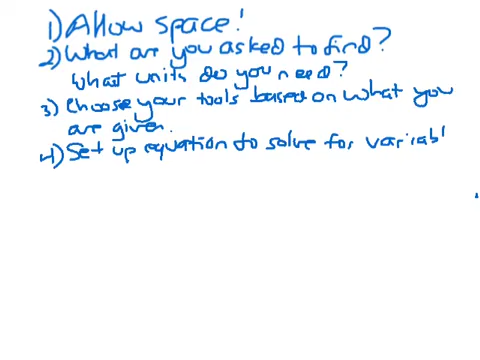 1) Allow space!
2) What are you asked to find?
What units do you need?
3) Choose your tools based on what you
are given.
4) Set up equation to solve for variabl